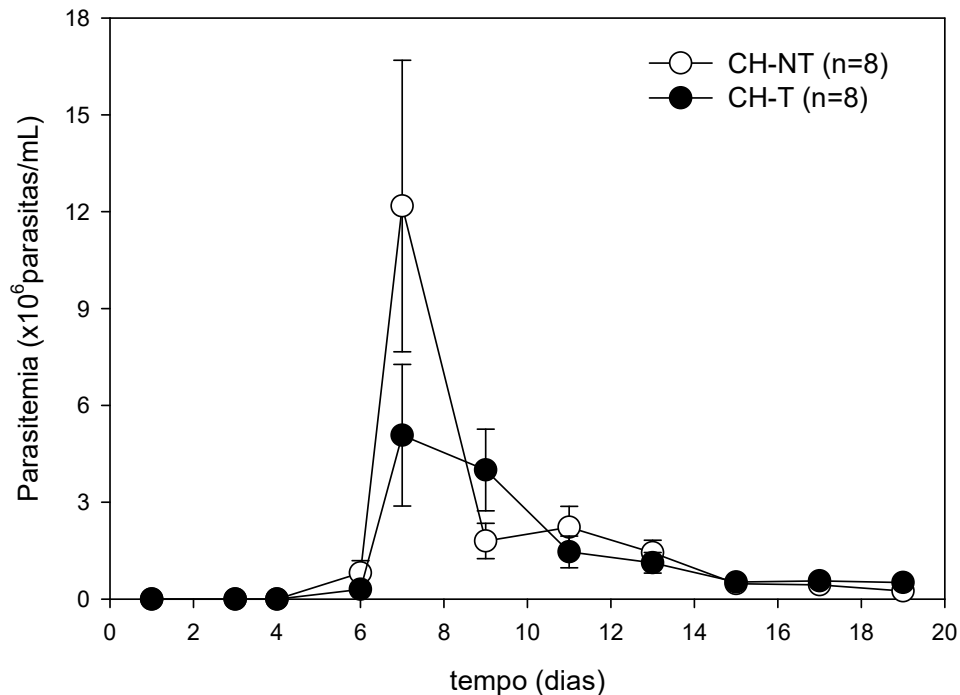 18
15
12
9
6
3
0
Parasitemia (x10⁶parasitas/mL)
CH-NT (n=8)
CH-T (n=8)
0 2 4 6 8 10 12 14 16 18 20
tempo (dias)